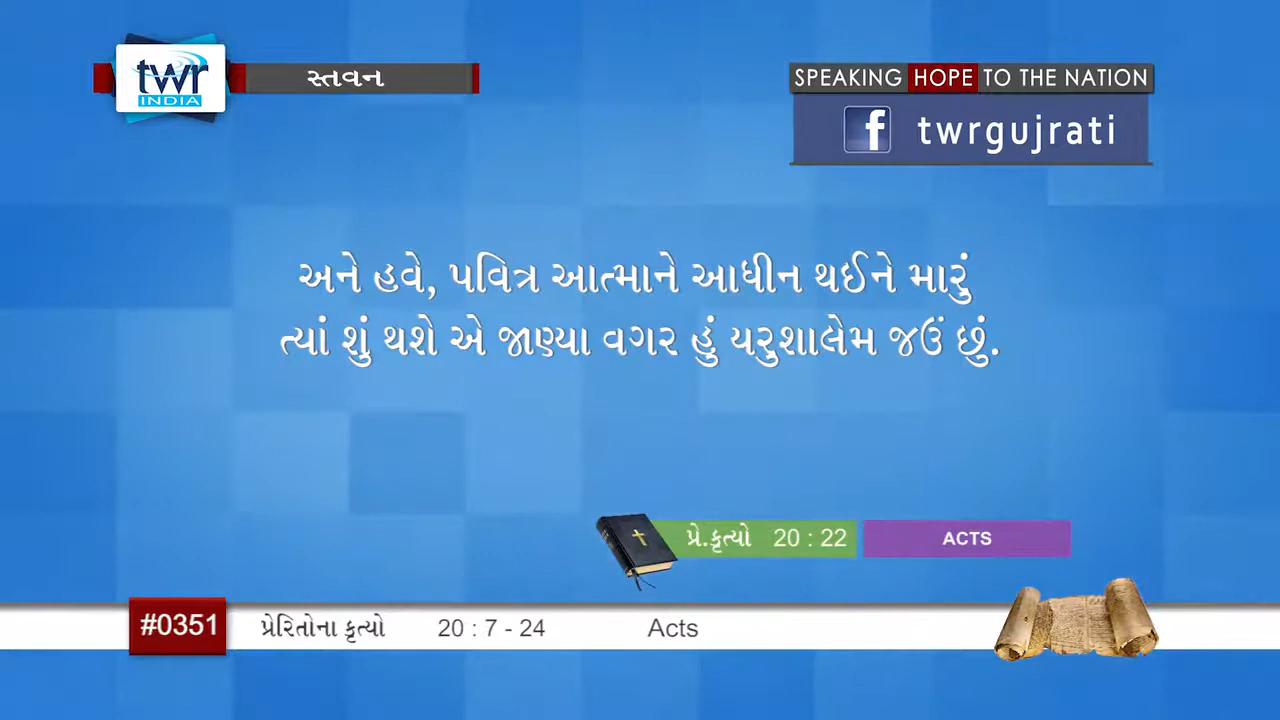 twr
INDIA
સ્તવન
SPEAKING HOPE TO THE NATION
f twrgujrati
અને હવે, પવિત્ર આત્માને આધીન થઈને મારું
ત્યાં શું થશે એ જાણ્યા વગર હું યરુશાલેમ જઉં છું.
પ્રે.કૃત્યો 20 : 22 ACTS
#0351 પ્રેરિતોના કૃત્યો 20 : 7 - 24 Acts